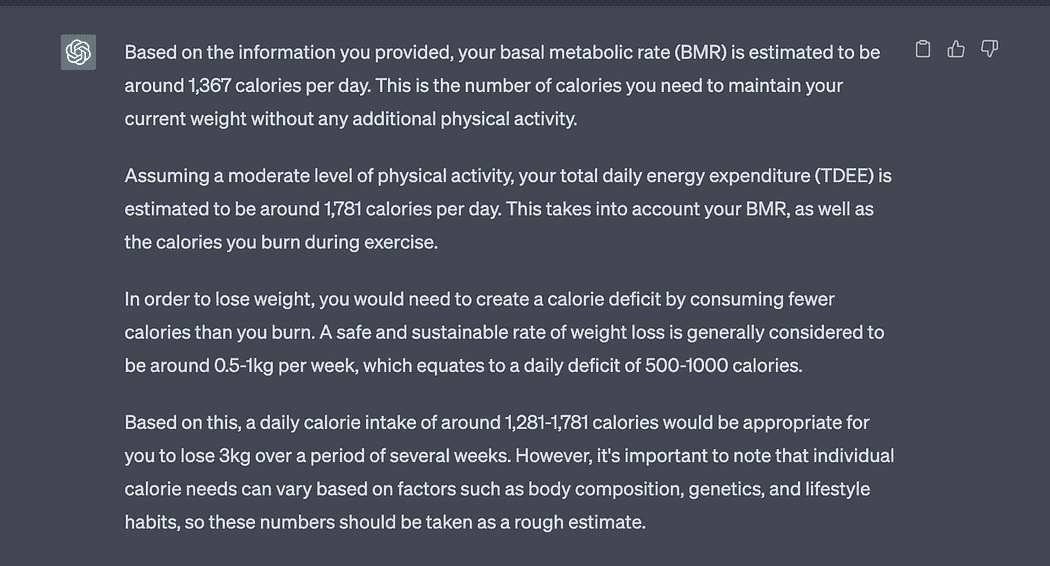 Based on the information you provided, your basal metabolic rate (BMR) is estimated to be
around 1,367 calories per day. This is the number of calories you need to maintain your
current weight without any additional physical activity.
Assuming a moderate level of physical activity, your total daily energy expenditure (TDEE) is
estimated to be around 1,781 calories per day. This takes into account your BMR, as well as
the calories you burn during exercise.
In order to lose weight, you would need to create a calorie deficit by consuming fewer
calories than you burn. A safe and sustainable rate of weight loss is generally considered to
be around 0.5-1kg per week, which equates to a daily deficit of 500-1000 calories.
Based on this, a daily calorie intake of around 1,281-1,781 calories would be appropriate for
you to lose 3kg over a period of several weeks. However, it's important to note that individual
calorie needs can vary based on factors such as body composition, genetics, and lifestyle
habits, so these numbers should be taken as a rough estimate.